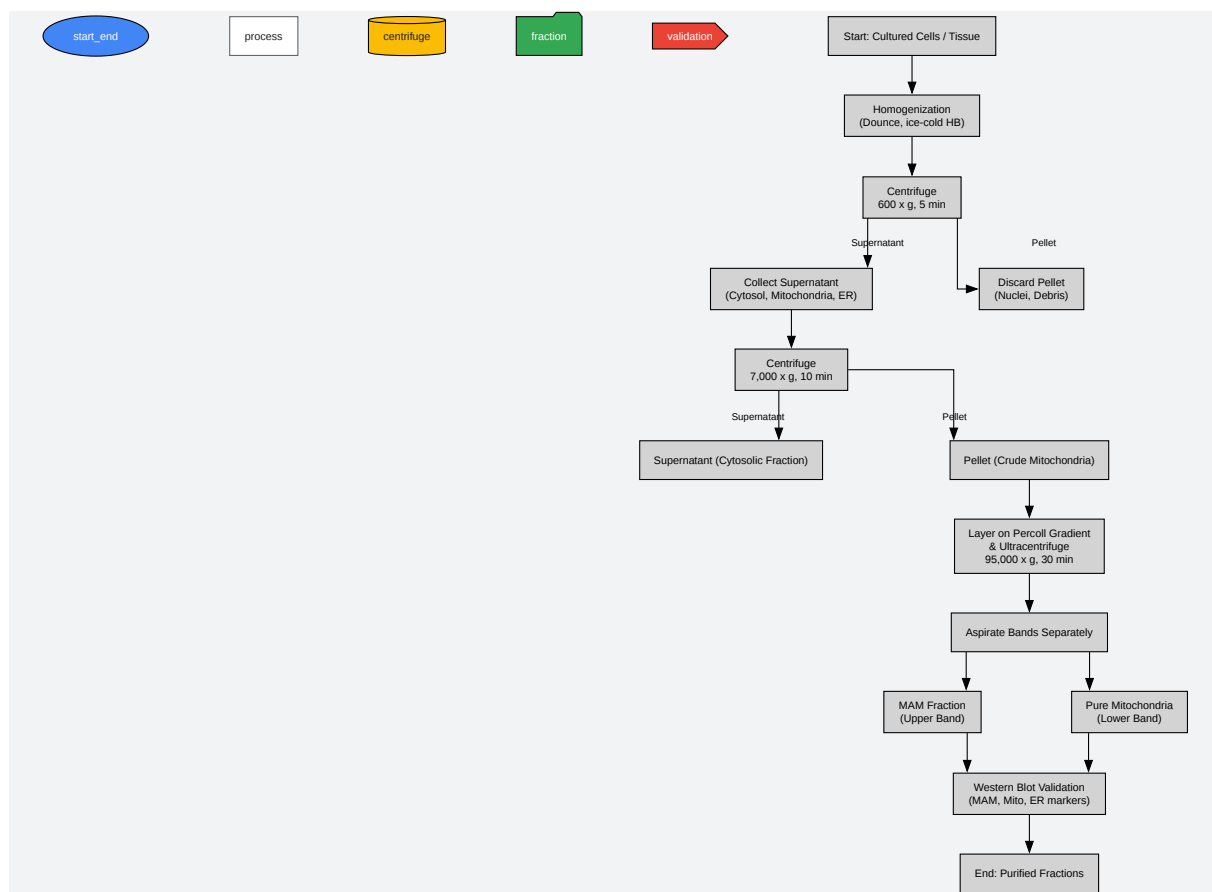 start_end
process
centrifuge
fraction
validation
Start: Cultured Cells / Tissue
Homogenization
(Dounce, ice-cold HB)
Centrifuge
600 x g, 5 min
Supernatant
Pellet
Collect Supernatant
(Cytosol, Mitochondria, ER)
Discard Pellet
(Nuclei, Debris)
Centrifuge
7,000 x g, 10 min
Supernatant
Pellet
Supernatant (Cytosolic Fraction)
Pellet (Crude Mitochondria)
Layer on Percoll Gradient
& Ultracentrifuge
95,000 x g, 30 min
Aspirate Bands Separately
MAM Fraction
(Upper Band)
Pure Mitochondria
(Lower Band)
Western Blot Validation
(MAM, Mito, ER markers)
End: Purified Fractions